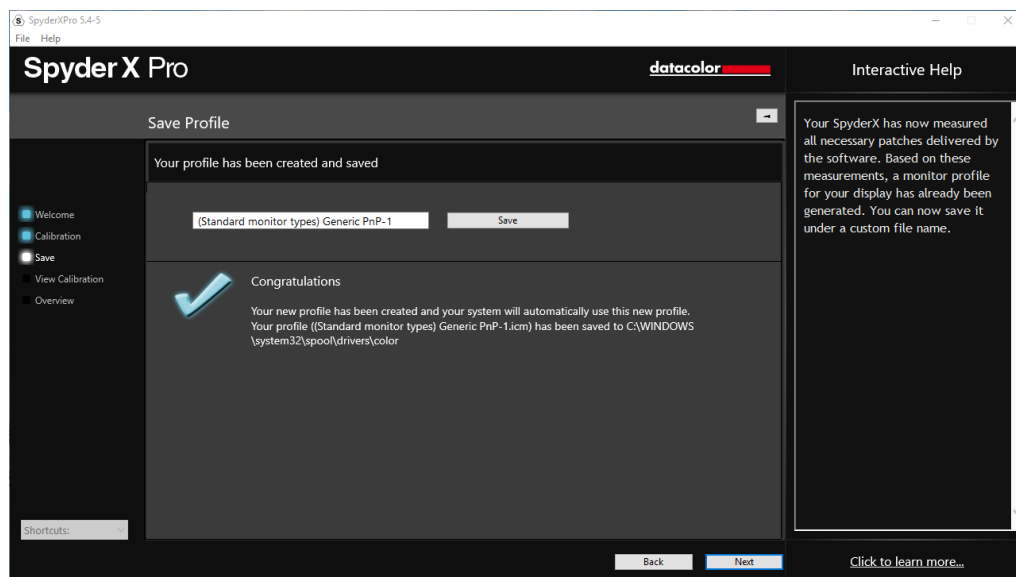 SpyderXPro 5.4-5
File Help
Spyder X Pro
datacolor
Interactive Help
Save Profile
Your profile has been created and saved
Welcome
Calibration
Save
View Calibration
Overview
(Standard monitor types) Generic PnP-1
Save
Congratulations
Your new profile has been created and your system will automatically use this new profile.
Your profile ((Standard monitor types) Generic PnP-1.icm) has been saved to C:\WINDOWS
\system32\spool\drivers\color
Your SpyderX has now measured
all necessary patches delivered by
the software. Based on these
measurements, a monitor profile
for your display has already been
generated. You can now save it
under a custom file name.
Shortcuts:
Back
Next
Click to learn more...